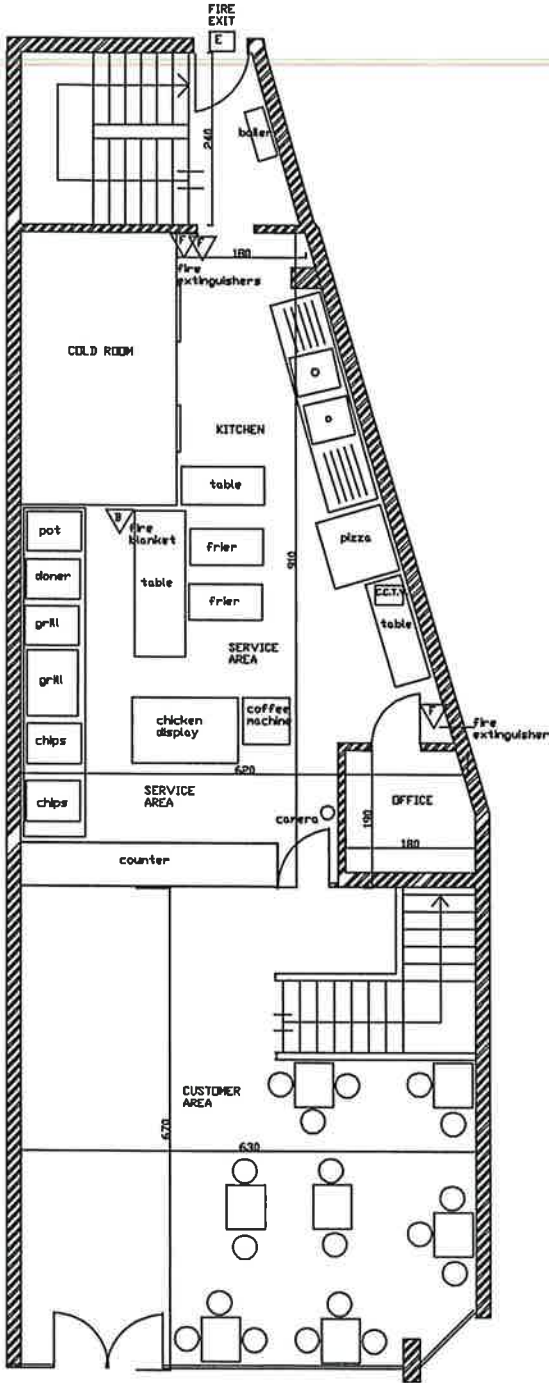 FIRE
EXIT
E
boiler
240
F F
180
fire
extinguishers
COLD ROOM
KITCHEN
table
pot
B
fire
blanket
frier
pizza
doner
table
910
frier
C.C.T.V
table
grill
SERVICE
AREA
grill
chicken
display
coffee
machine
F
fire
extinguisher
chips
620
chips
SERVICE
AREA
OFFICE
camera
190
180
counter
CUSTOMER
AREA
670
630